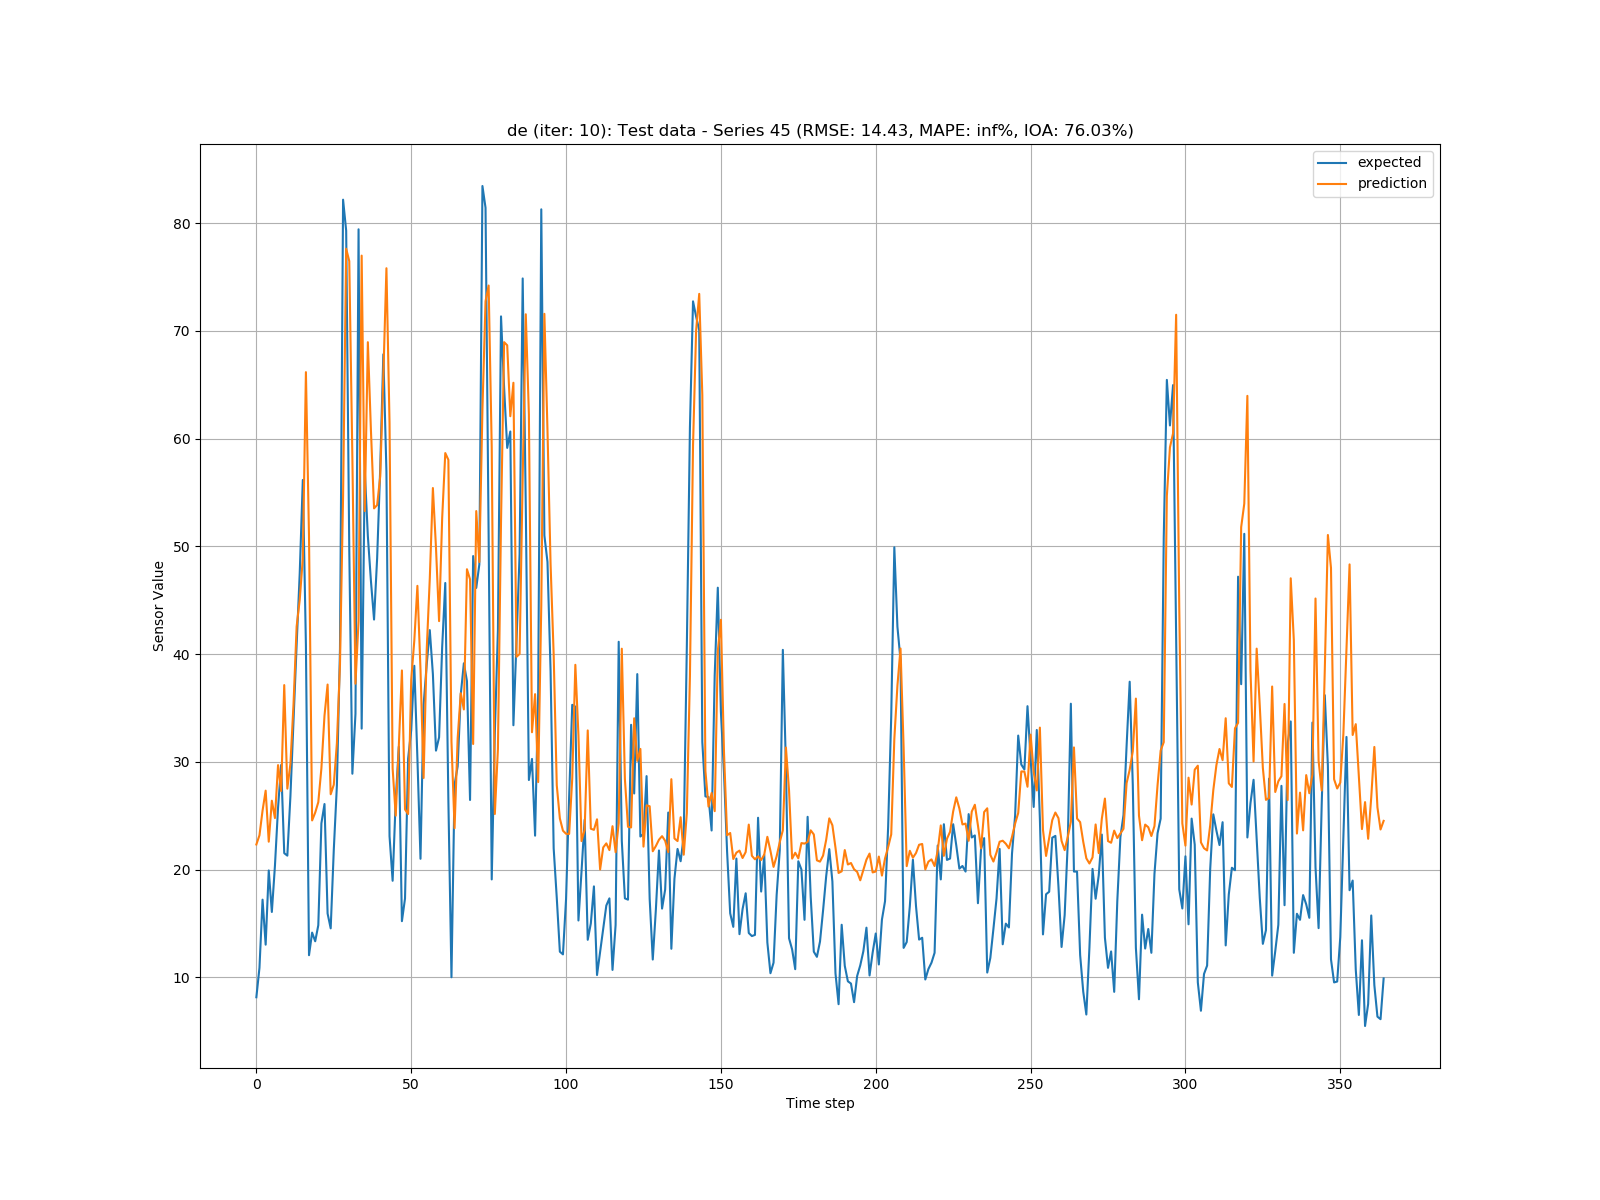 de (iter: 10): Test data - Series 45 (RMSE: 14.43, MAPE: inf%, IOA: 76.03%)
expected
prediction
80
70
60
50
40
30
20
10
Sensor Value
0 50 100 150 200 250 300 350
Time step